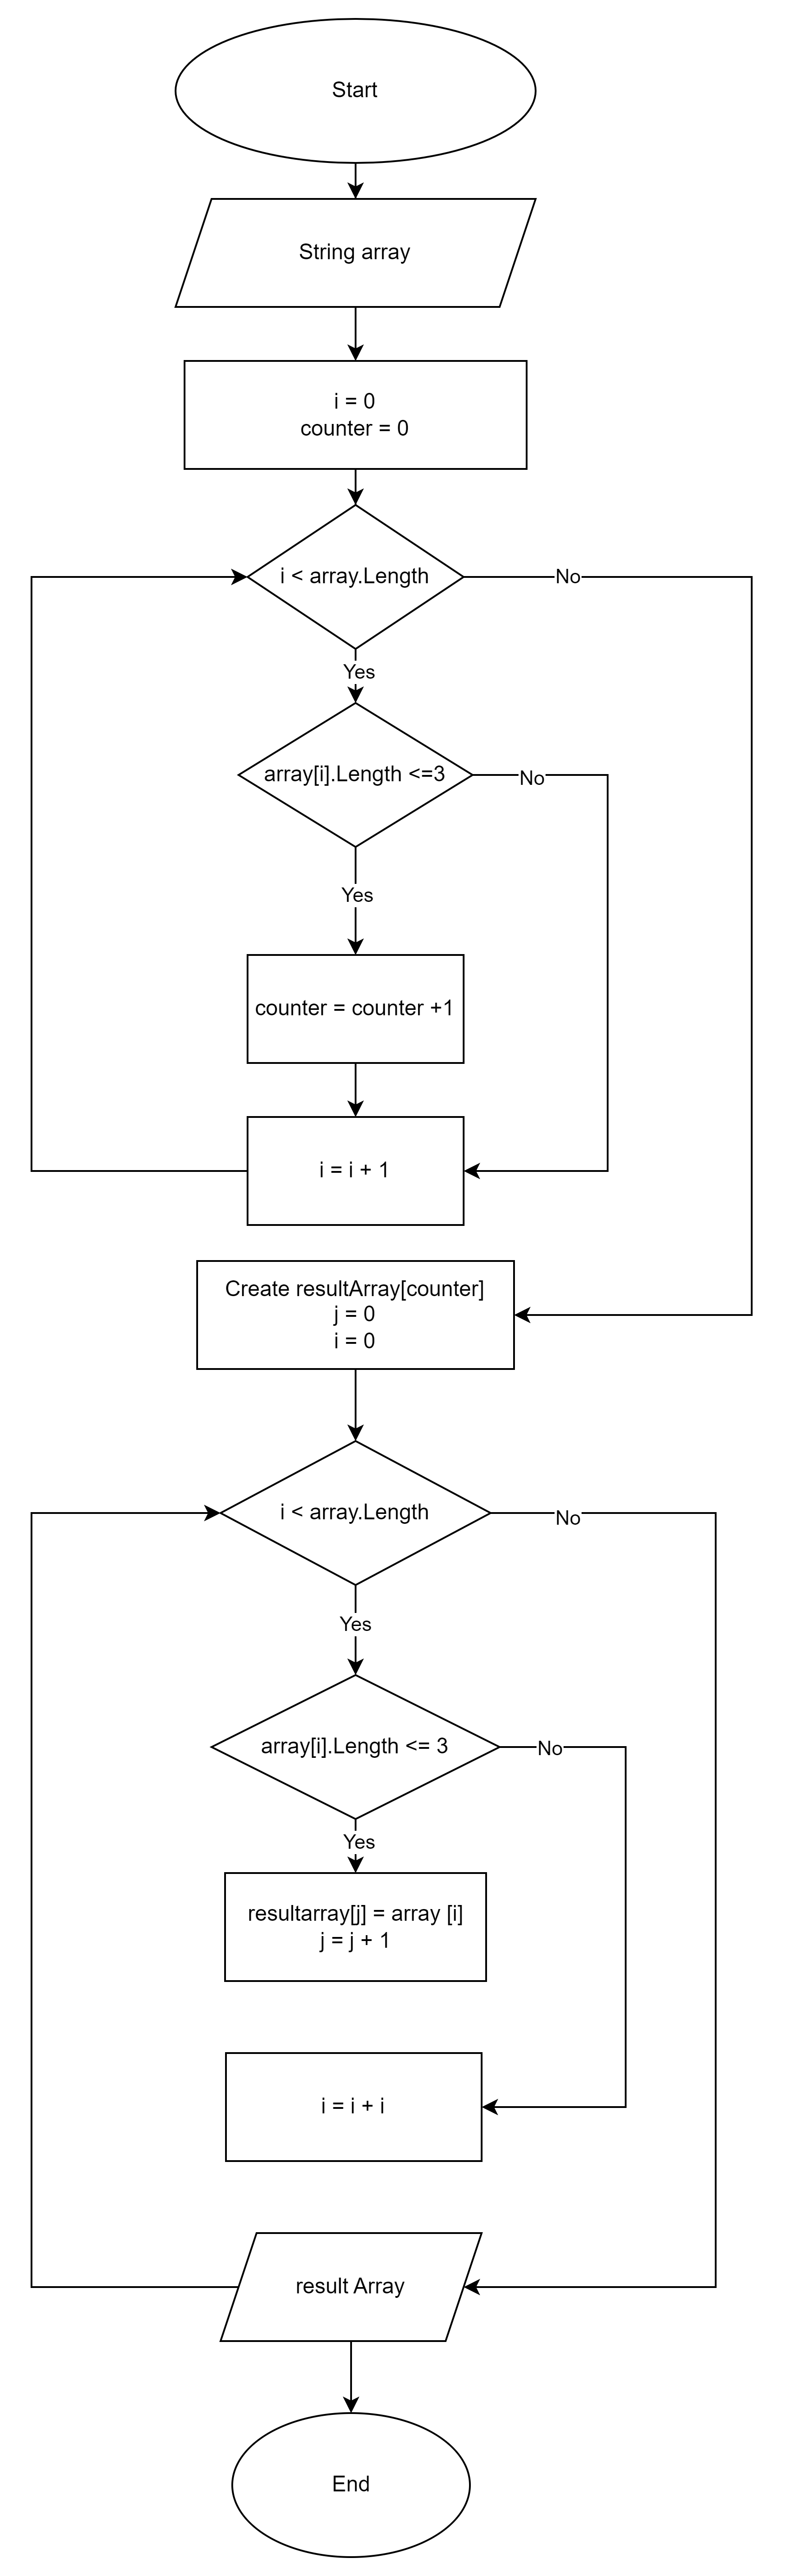 Start
String array
i = 0
counter = 0
i < array.Length
No
Yes
array[i].Length <=3
No
Yes
counter = counter +1
i = i + 1
Create resultArray[counter]
j = 0
i = 0
i < array.Length
No
Yes
array[i].Length <= 3
No
Yes
resultarray[j] = array [i]
j = j + 1
i = i + i
result Array
End